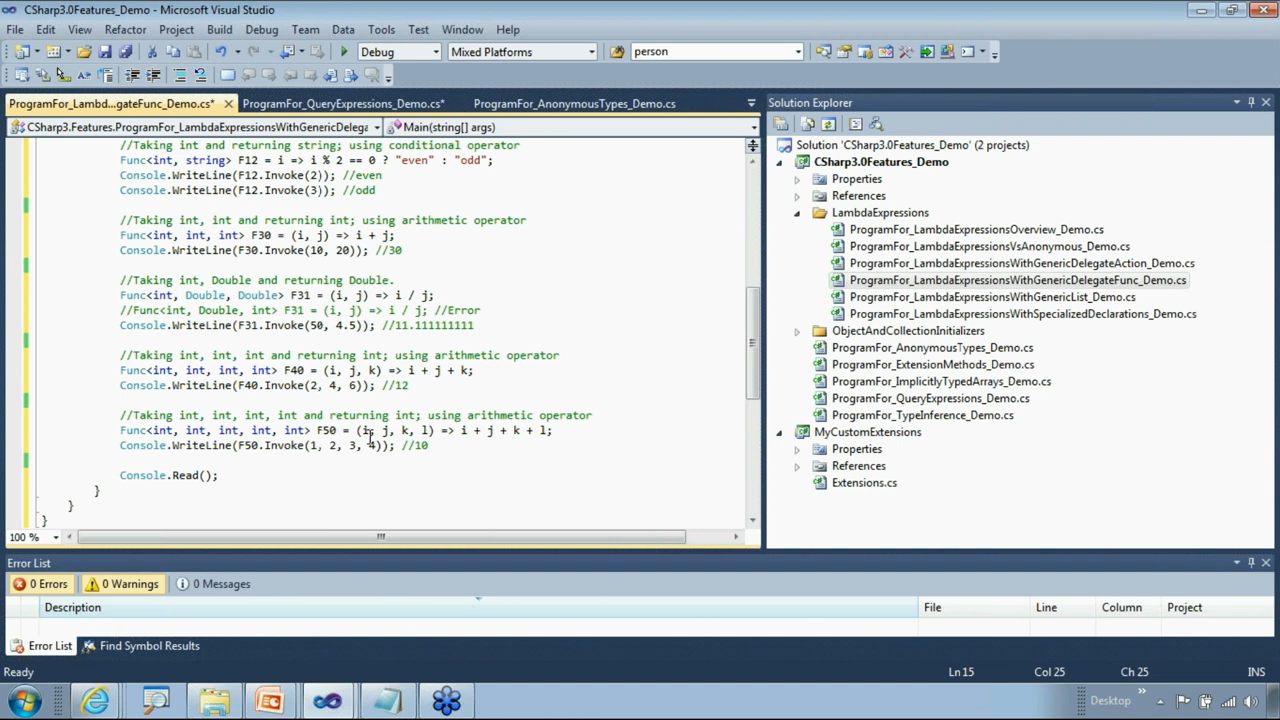 CSharp3.0Features_Demo - Microsoft Visual Studio
File Edit View Refactor Project Build Debug Team Data Tools Test Window Help
Debug Mixed Platforms person
ProgramFor_Lambd...gateFunc_Demo.cs* ProgramFor_QueryExpressions_Demo.cs* ProgramFor_AnonymousTypes_Demo.cs
CSharp3.Features.ProgramFor_LambdaExpressionsWithGenericDelega Main(string[] args)
//Taking int and returning string; using conditional operator
Func<int, string> F12 = i => i % 2 == 0 ? "even" : "odd";
Console.WriteLine(F12.Invoke(2)); //even
Console.WriteLine(F12.Invoke(3)); //odd
//Taking int, int and returning int; using arithmetic operator
Func<int, int, int> F30 = (i, j) => i + j;
Console.WriteLine(F30.Invoke(10, 20)); //30
//Taking int, Double and returning Double.
Func<int, Double, Double> F31 = (i, j) => i / j;
//Func<int, Double, int> F31 = (i, j) => i / j; //Error
Console.WriteLine(F31.Invoke(50, 4.5)); //11.111111111
//Taking int, int, int and returning int; using arithmetic operator
Func<int, int, int, int> F40 = (i, j, k) => i + j + k;
Console.WriteLine(F40.Invoke(2, 4, 6)); //12
//Taking int, int, int, int and returning int; using arithmetic operator
Func<int, int, int, int, int> F50 = (i, j, k, l) => i + j + k + l;
Console.WriteLine(F50.Invoke(1, 2, 3, 4)); //10
Console.Read();
}
}
}
100 %
Solution Explorer
Solution 'CSharp3.0Features_Demo' (2 projects)
CSharp3.0Features_Demo
Properties
References
LambdaExpressions
ProgramFor_LambdaExpressionsOverview_Demo.cs
ProgramFor_LambdaExpressionsVsAnonymous_Demo.cs
ProgramFor_LambdaExpressionsWithGenericDelegateAction_Demo.cs
ProgramFor_LambdaExpressionsWithGenericDelegateFunc_Demo.cs
ProgramFor_LambdaExpressionsWithGenericList_Demo.cs
ProgramFor_LambdaExpressionsWithSpecializedDeclarations_Demo.cs
ObjectAndCollectionInitializers
ProgramFor_AnonymousTypes_Demo.cs
ProgramFor_ExtensionMethods_Demo.cs
ProgramFor_ImplicitlyTypedArrays_Demo.cs
ProgramFor_QueryExpressions_Demo.cs
ProgramFor_TypeInference_Demo.cs
MyCustomExtensions
Properties
References
Extensions.cs
Error List
0 Errors 0 Warnings 0 Messages
Description File Line Column Project
Error List Find Symbol Results
Ready Ln 15 Col 25 Ch 25 INS
Desktop